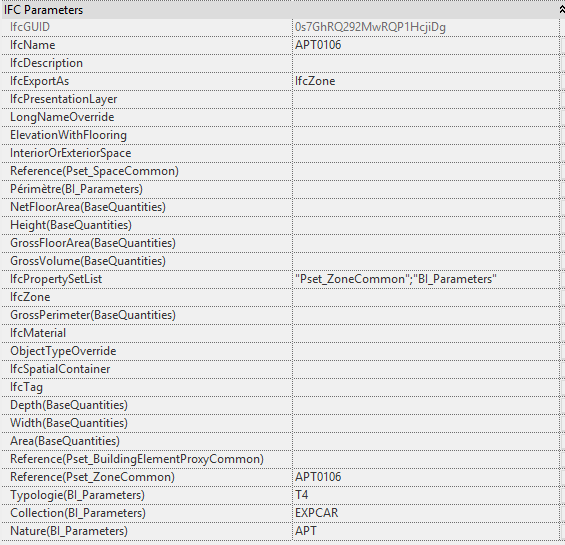 IFC Parameters
IfcGUID 0s7GhRQ292MwRQP1HcjiDg
IfcName APT0106
IfcDescription
IfcExportAs IfcZone
IfcPresentationLayer
LongNameOverride
ElevationWithFlooring
InteriorOrExteriorSpace
Reference(Pset_SpaceCommon)
Périmètre(BI_Parameters)
NetFloorArea(BaseQuantities)
Height(BaseQuantities)
GrossFloorArea(BaseQuantities)
GrossVolume(BaseQuantities)
IfcPropertySetList "Pset_ZoneCommon";"BI_Parameters"
IfcZone
GrossPerimeter(BaseQuantities)
IfcMaterial
ObjectTypeOverride
IfcSpatialContainer
IfcTag
Depth(BaseQuantities)
Width(BaseQuantities)
Area(BaseQuantities)
Reference(Pset_BuildingElementProxyCommon)
Reference(Pset_ZoneCommon) APT0106
Typologie(BI_Parameters) T4
Collection(BI_Parameters) EXPCAR
Nature(BI_Parameters) APT